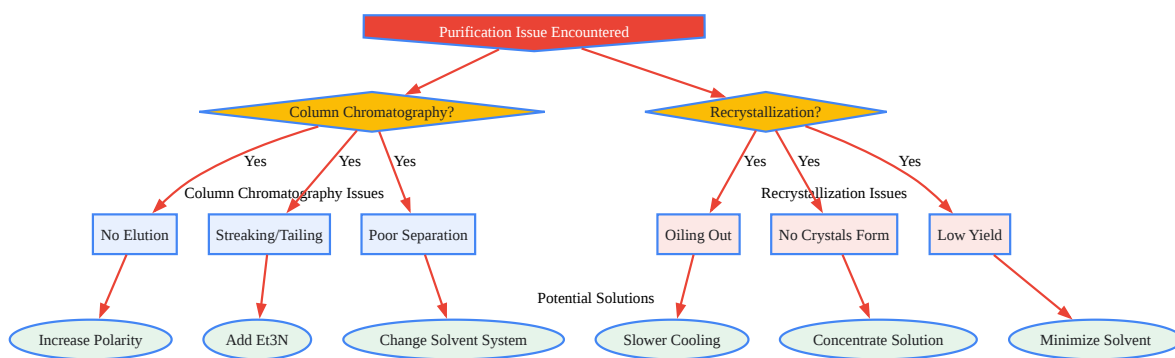 Purification Issue Encountered
Column Chromatography?
Recrystallization?
Yes
Yes
Yes
Yes
Yes
Yes
Column Chromatography Issues
Recrystallization Issues
No Elution
Streaking/Tailing
Poor Separation
Oiling Out
No Crystals Form
Low Yield
Potential Solutions
Increase Polarity
Add Et3N
Change Solvent System
Slower Cooling
Concentrate Solution
Minimize Solvent